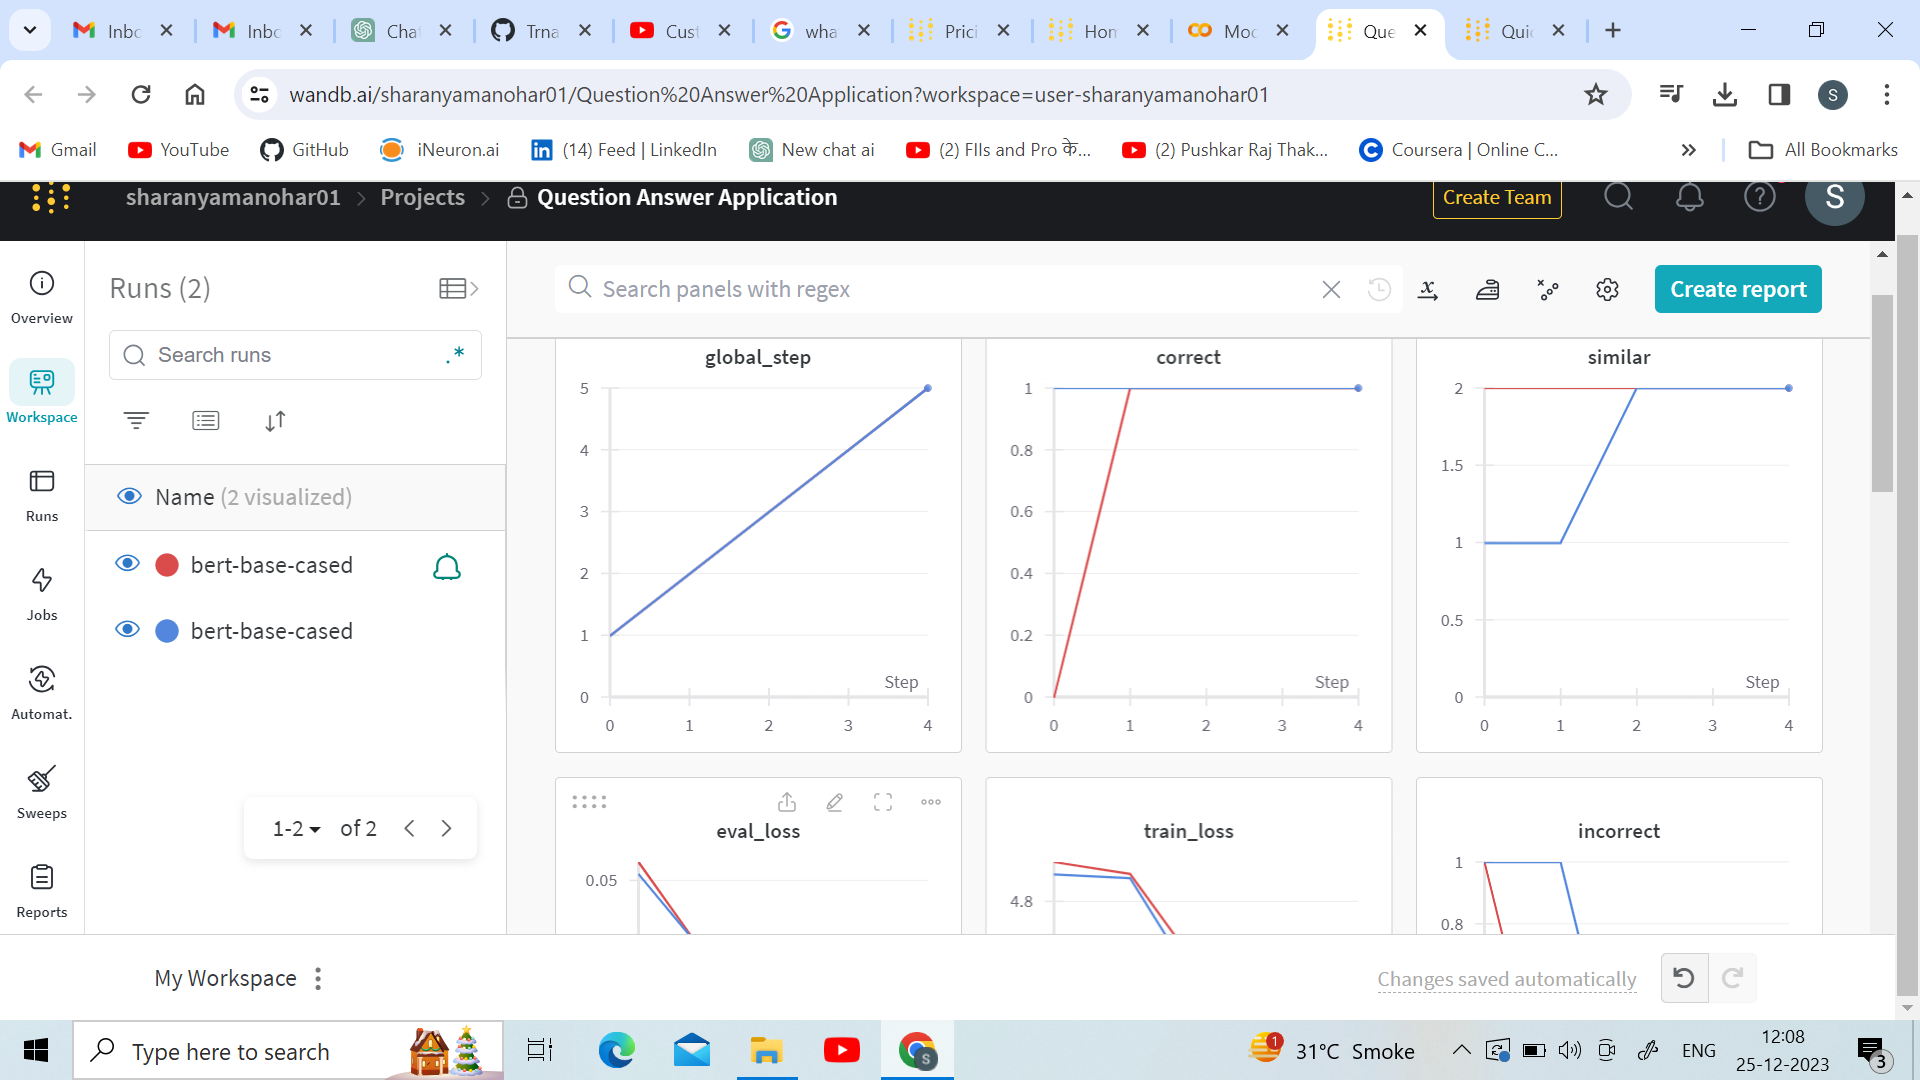 Inbc
Inbc
Cha
Trna
Cust
wha
Prici
Hom
Moc
Que
Quic
wandb.ai/sharanyamanohar01/Question%20Answer%20Application?workspace=user-sharanyamanohar01
S
Gmail
YouTube
GitHub
iNeuron.ai
(14) Feed | LinkedIn
New chat ai
(2) FIIs and Pro के...
(2) Pushkar Raj Thak...
Coursera | Online C...
»
All Bookmarks
sharanyamanohar01 > Projects > Question Answer Application
Create Team
S
Overview
Workspace
Runs
Jobs
Automat.
Sweeps
Reports
Runs (2)
Search runs
.*
Name (2 visualized)
bert-base-cased
bert-base-cased
1-2 of 2
Search panels with regex
Create report
global_step
5
4
3
2
1
0
Step
0 1 2 3 4
correct
1
0.8
0.6
0.4
0.2
0
Step
0 1 2 3 4
similar
2
1.5
1
0.5
0
Step
0 1 2 3 4
eval_loss
0.05
train_loss
4.8
incorrect
1
0.8
My Workspace
Changes saved automatically
Type here to search
S
1
31°C Smoke
ENG
12:08
25-12-2023
3